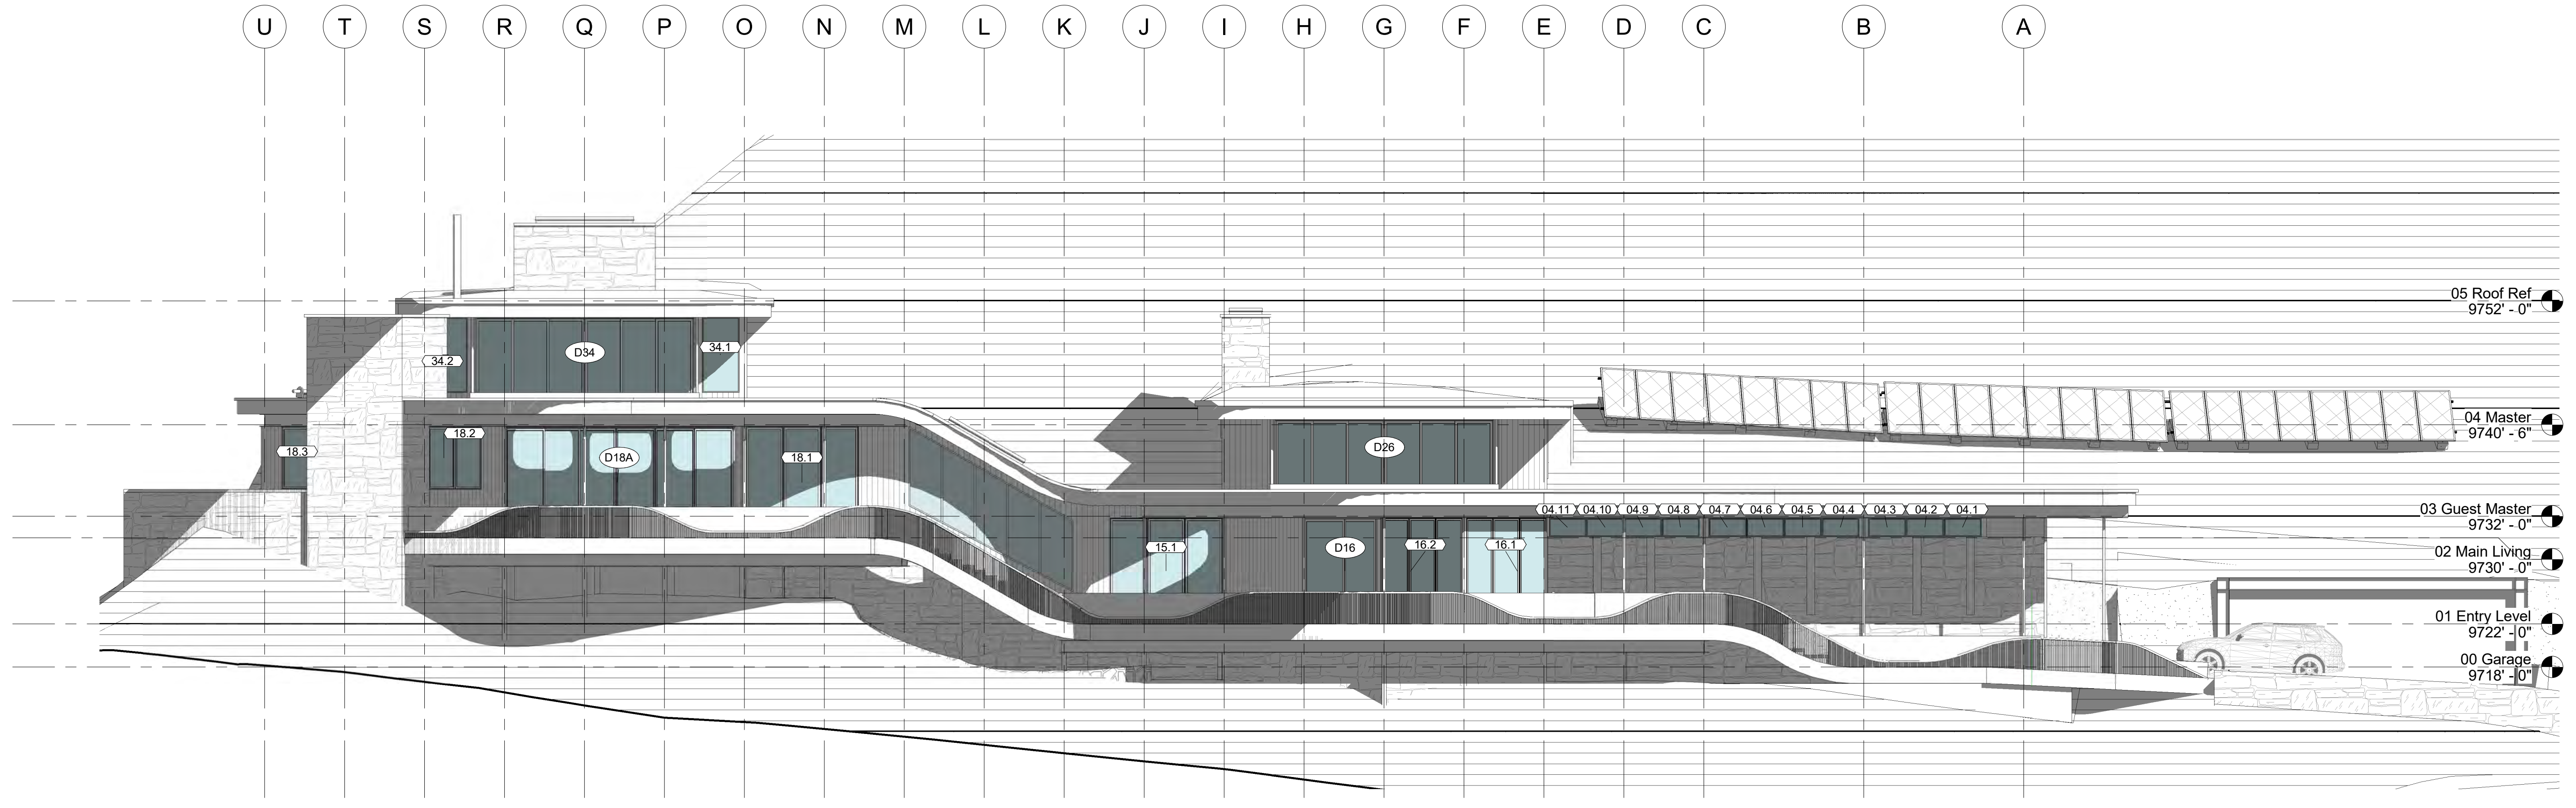 U T S R Q P O N M L K J I H G F E D C B A
05 Roof Ref
9752' - 0"
34.2
D34
34.1
04 Master
9740' - 6"
18.3
18.2
D18A
18.1
D26
03 Guest Master
9732' - 0"
04.11 04.10 04.9 04.8 04.7 04.6 04.5 04.4 04.3 04.2 04.1
15.1
D16
16.2
16.1
02 Main Living
9730' - 0"
01 Entry Level
9722' - 0"
00 Garage
9718' - 0"